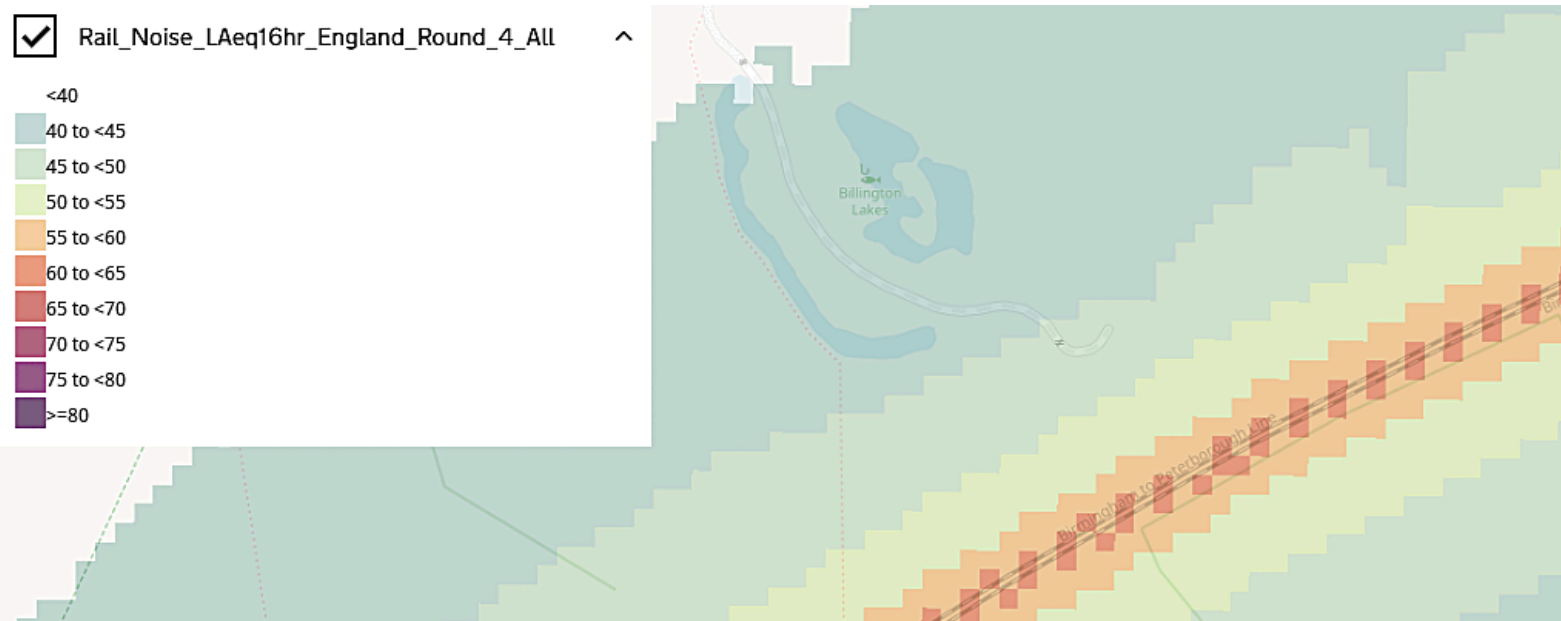 Rail_Noise_LAeq16hr_England_Round_4_All
<40
40 to <45
45 to <50
50 to <55
55 to <60
60 to <65
65 to <70
70 to <75
75 to <80
>=80
Billington
Lakes
Birmingham to Peterborough Line
Bir